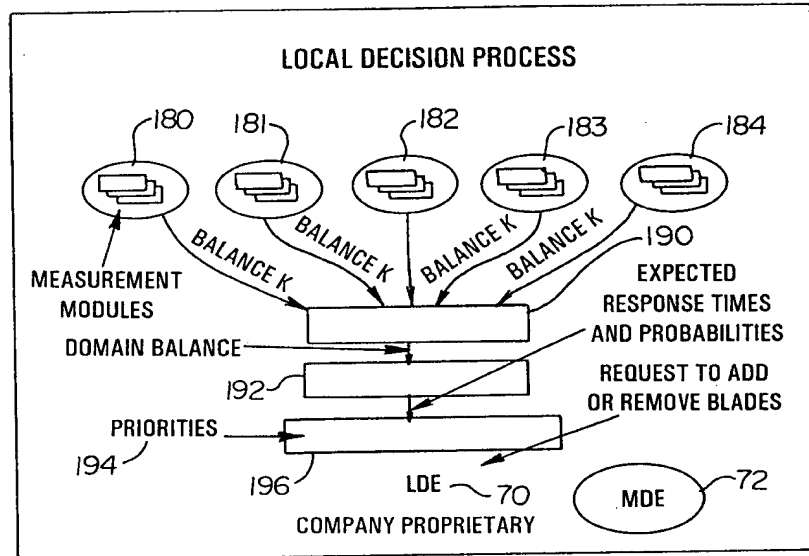 LOCAL DECISION PROCESS
180
181
182
183
184
BALANCE K
BALANCE K
BALANCE K
BALANCE K
190
MEASUREMENT
MODULES
EXPECTED
RESPONSE TIMES
AND PROBABILITIES
DOMAIN BALANCE
192
REQUEST TO ADD
OR REMOVE BLADES
PRIORITIES
194
196
LDE
70
MDE
72
COMPANY PROPRIETARY